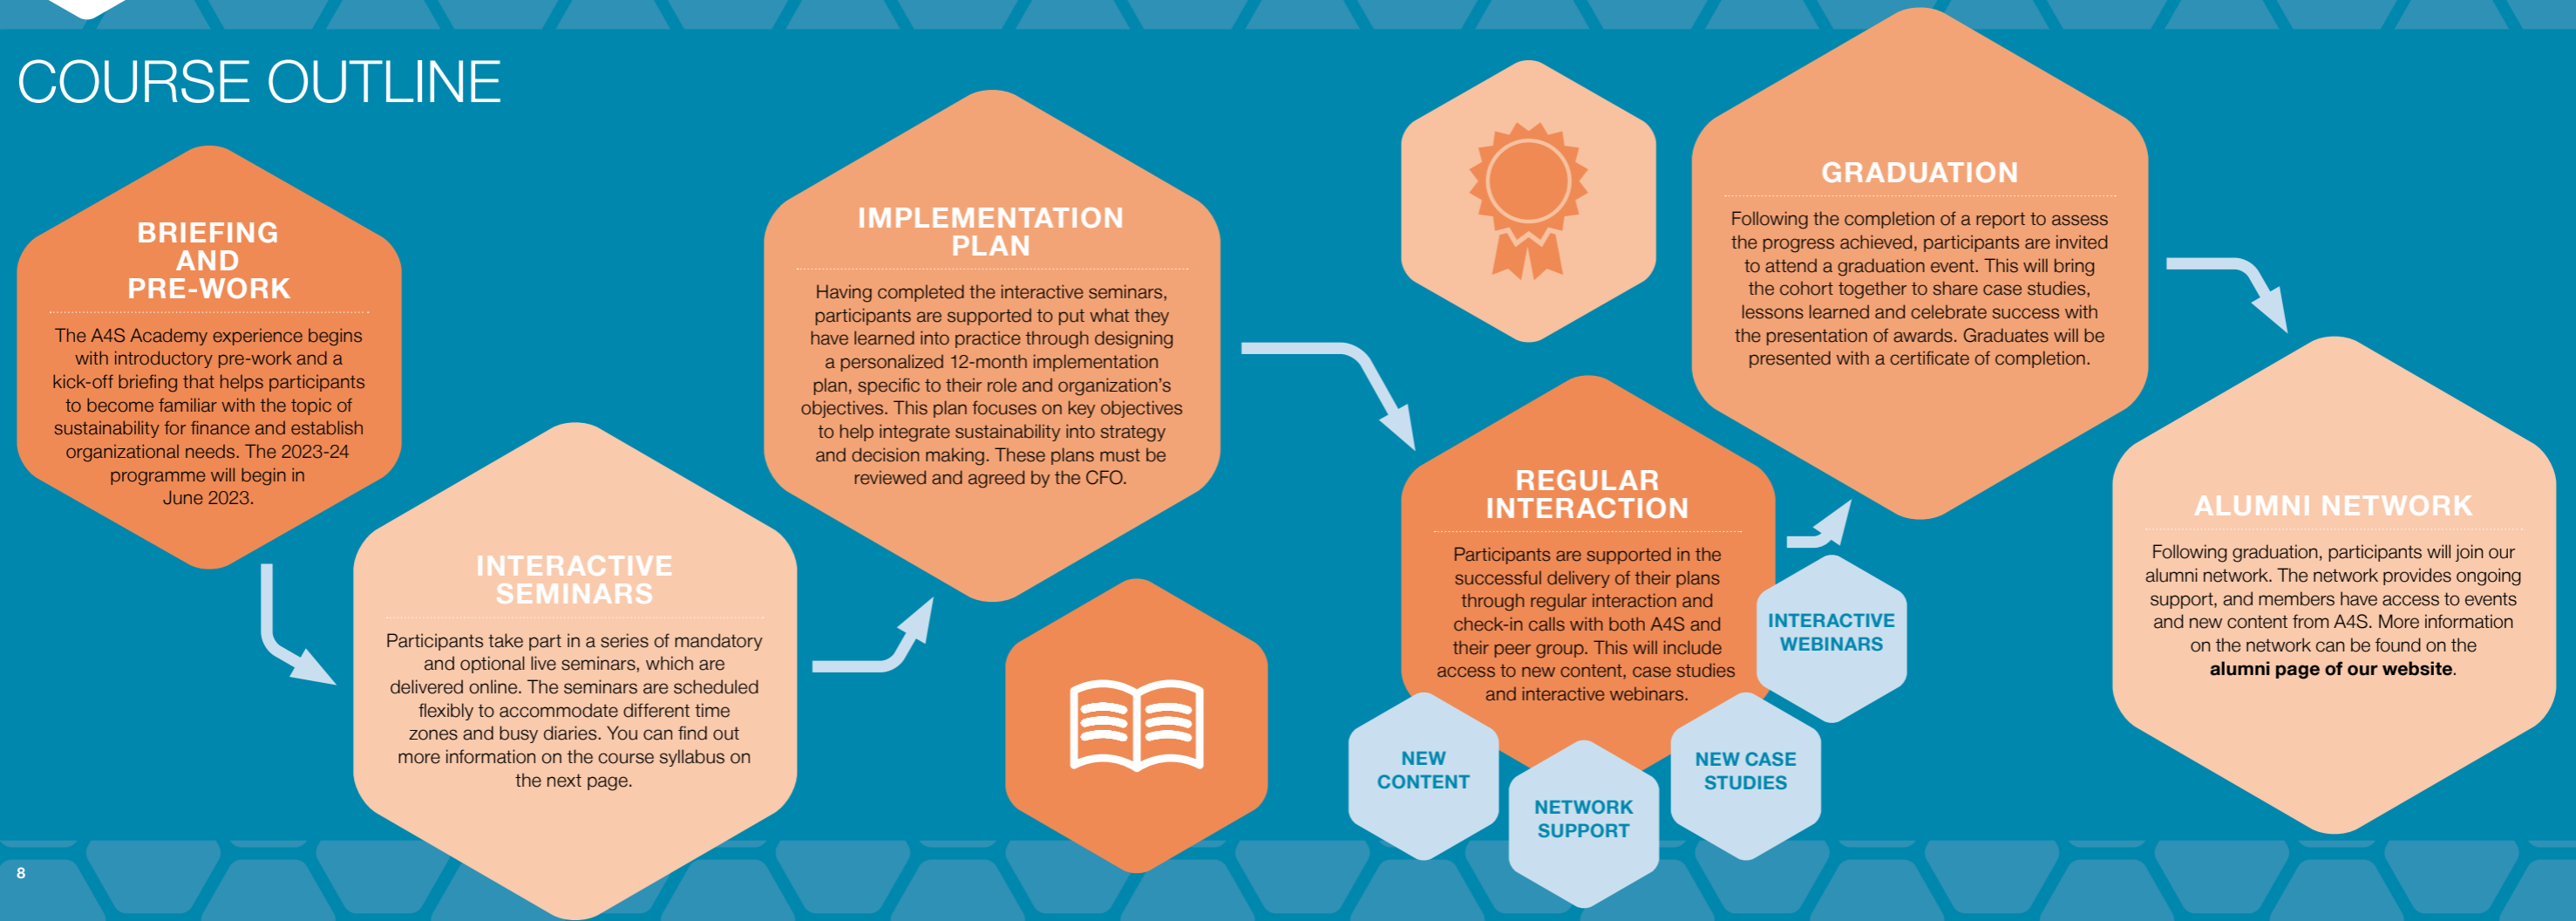 COURSE OUTLINE
BRIEFING
AND
PRE-WORK
The A4S Academy experience begins
with introductory pre-work and a
kick-off briefing that helps participants
to become familiar with the topic of
sustainability for finance and establish
organizational needs. The 2023-24
programme will begin in
June 2023.
INTERACTIVE
SEMINARS
Participants take part in a series of mandatory
and optional live seminars, which are
delivered online. The seminars are scheduled
flexibly to accommodate different time
zones and busy diaries. You can find out
more information on the course syllabus on
the next page.
IMPLEMENTATION
PLAN
Having completed the interactive seminars,
participants are supported to put what they
have learned into practice through designing
a personalized 12-month implementation
plan, specific to their role and organization's
objectives. This plan focuses on key objectives
to help integrate sustainability into strategy
and decision making. These plans must be
reviewed and agreed by the CFO.
REGULAR
INTERACTION
Participants are supported in the
successful delivery of their plans
through regular interaction and
check-in calls with both A4S and
their peer group. This will include
access to new content, case studies
and interactive webinars.
NEW
CONTENT
NETWORK
SUPPORT
NEW CASE
STUDIES
INTERACTIVE
WEBINARS
GRADUATION
Following the completion of a report to assess
the progress achieved, participants are invited
to attend a graduation event. This will bring
the cohort together to share case studies,
lessons learned and celebrate success with
the presentation of awards. Graduates will be
presented with a certificate of completion.
ALUMNI NETWORK
Following graduation, participants will join our
alumni network. The network provides ongoing
support, and members have access to events
and new content from A4S. More information
on the network can be found on the
alumni page of our website.
8